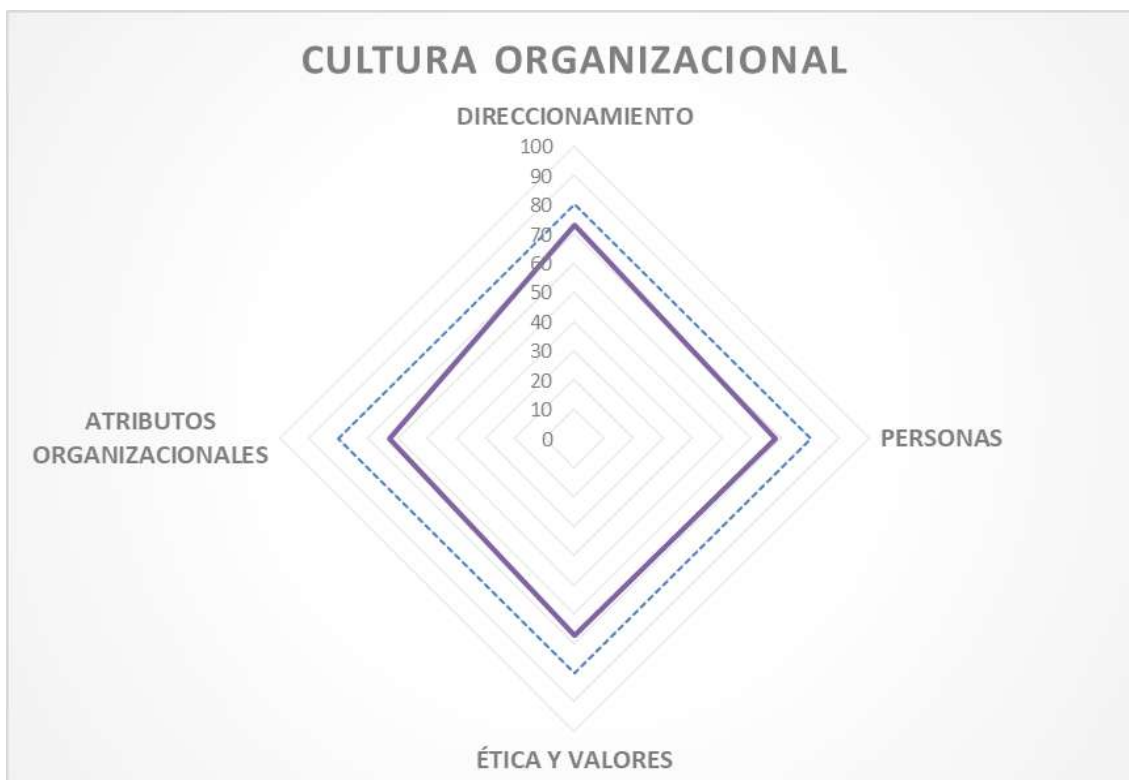 CULTURA ORGANIZACIONAL
DIRECCIONAMIENTO
100
90
80
70
60
50
40
30
20
10
0
ATRIBUTOS
ORGANIZACIONALES
PERSONAS
ÉTICA Y VALORES